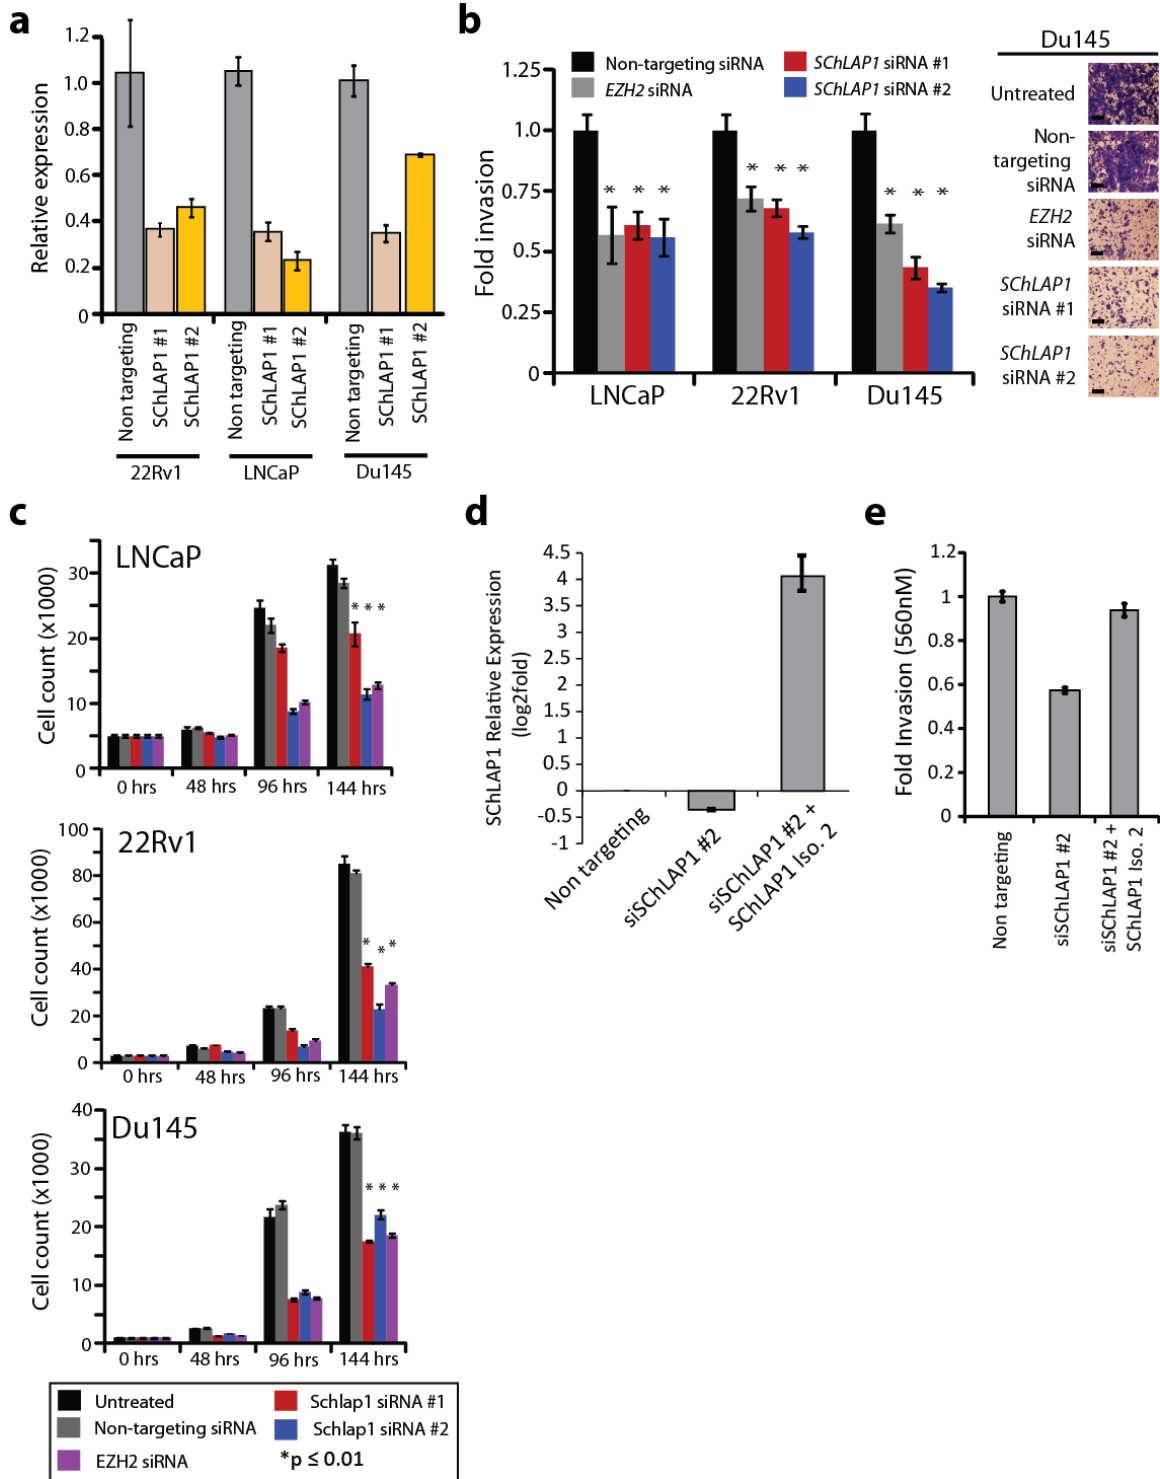 a
Relative expression
1.2
1.0
0.8
0.6
0.4
0.2
0
Non targeting
SChLAP1 #1
SChLAP1 #2
Non targeting
SChLAP1 #1
SChLAP1 #2
Non targeting
SChLAP1 #1
SChLAP1 #2
22Rv1
LNCaP
Du145
b
Non-targeting siRNA
EZH2 siRNA
SChLAP1 siRNA #1
SChLAP1 siRNA #2
Fold invasion
1.25
1.0
0.75
0.5
0.25
0
* * *
* * *
* * *
LNCaP
22Rv1
Du145
Du145
Untreated
Non-
targeting
siRNA
EZH2
siRNA
SChLAP1
siRNA #1
SChLAP1
siRNA #2
c
LNCaP
Cell count (x1000)
30
20
10
0
* * *
0 hrs
48 hrs
96 hrs
144 hrs
22Rv1
Cell count (x1000)
100
80
60
40
20
0
* * *
0 hrs
48 hrs
96 hrs
144 hrs
Du145
Cell count (x1000)
40
30
20
10
0
* * *
0 hrs
48 hrs
96 hrs
144 hrs
Untreated
Non-targeting siRNA
EZH2 siRNA
Schlap1 siRNA #1
Schlap1 siRNA #2
*p ≤ 0.01
d
SChLAP1 Relative Expression
(log2fold)
4.5
4
3.5
3
2.5
2
1.5
1
0.5
0
-0.5
-1
Non targeting
siSChLAP1 #2
siSChLAP1 #2 +
SChLAP1 Iso. 2
e
Fold Invasion (560nM)
1.2
1
0.8
0.6
0.4
0.2
0
Non targeting
siSChLAP1 #2
siSChLAP1 #2 +
SChLAP1 Iso. 2